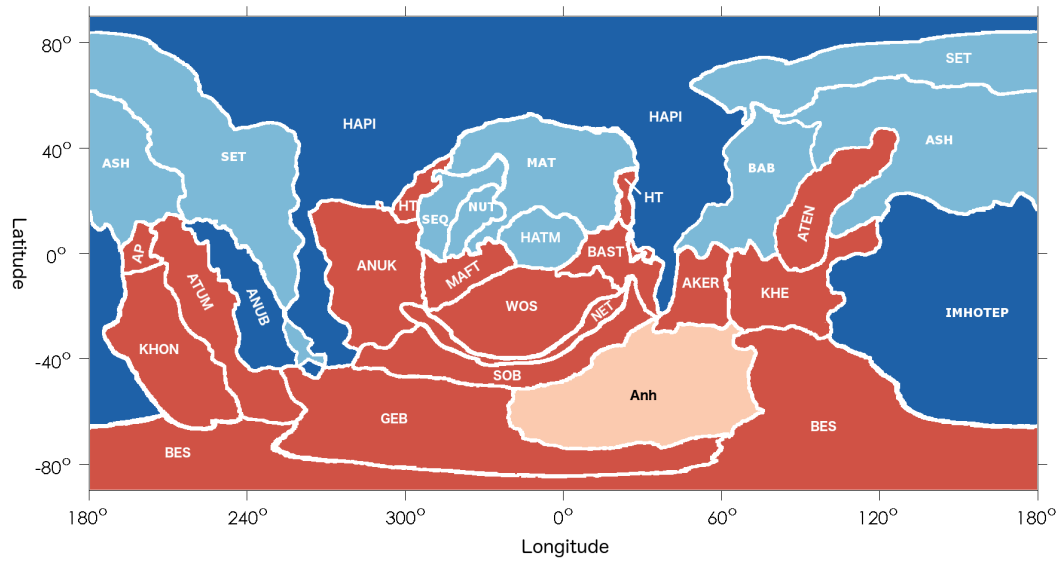 80°
SET
HAPI
HAPI
40°
ASH
SET
MAT
BAB
ASH
HT
NUT
HT
SEQ
ATEN
HATM
0°
AP
ANUK
MAFT
BAST
AKER
KHE
ATUM
ANUB
WOS
NET
IMHOTEP
KHON
-40°
SOB
Anh
GEB
BES
BES
-80°
180°
240°
300°
0°
60°
120°
180°
Latitude
Longitude